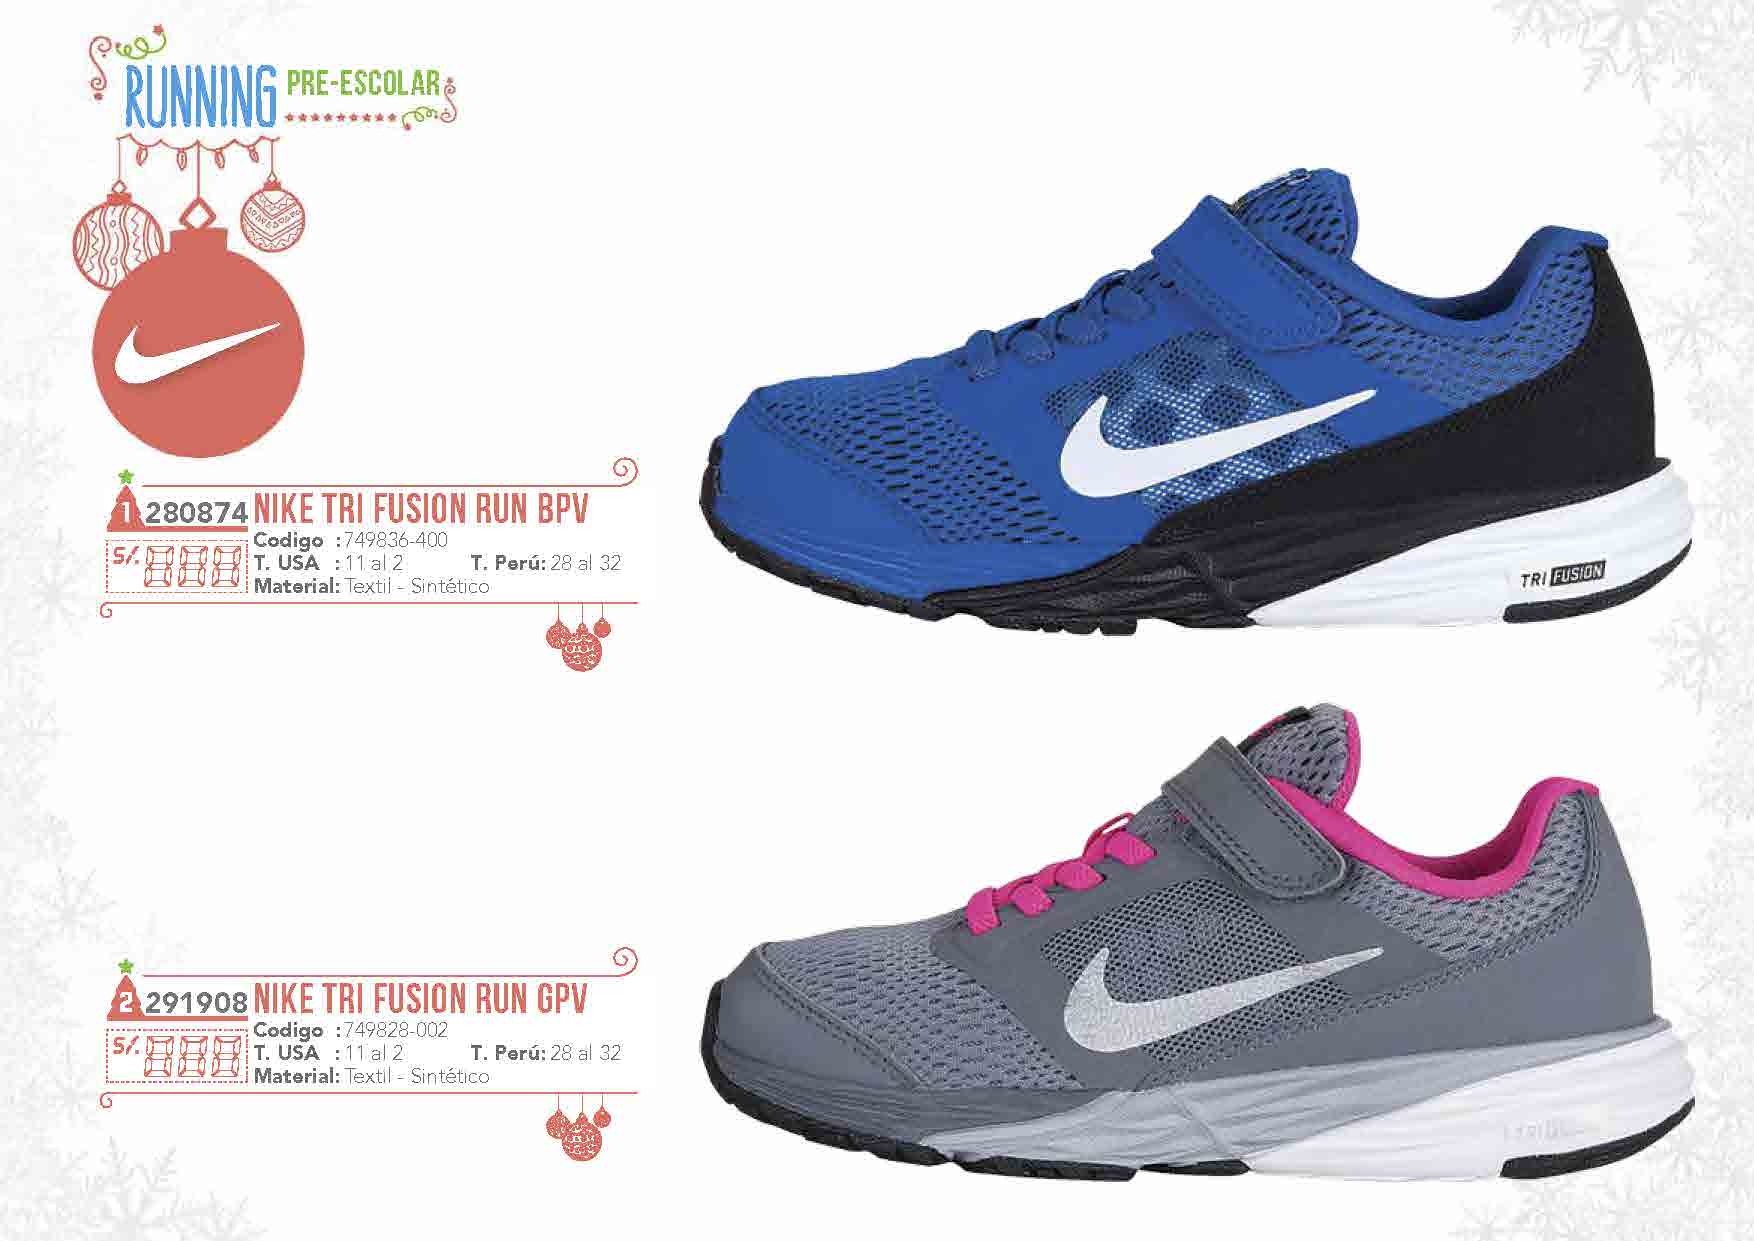 RUNNING PRE-ESCOLAR
1 280874 NIKE TRI FUSION RUN BPV
Codigo : 749836-400
T. USA : 11 al 2 T. Perú: 28 al 32
Material: Textil - Sintético
S/. 888
TRI FUSION
2 291908 NIKE TRI FUSION RUN GPV
Codigo : 749828-002
T. USA : 11 al 2 T. Perú: 28 al 32
Material: Textil - Sintético
S/. 888